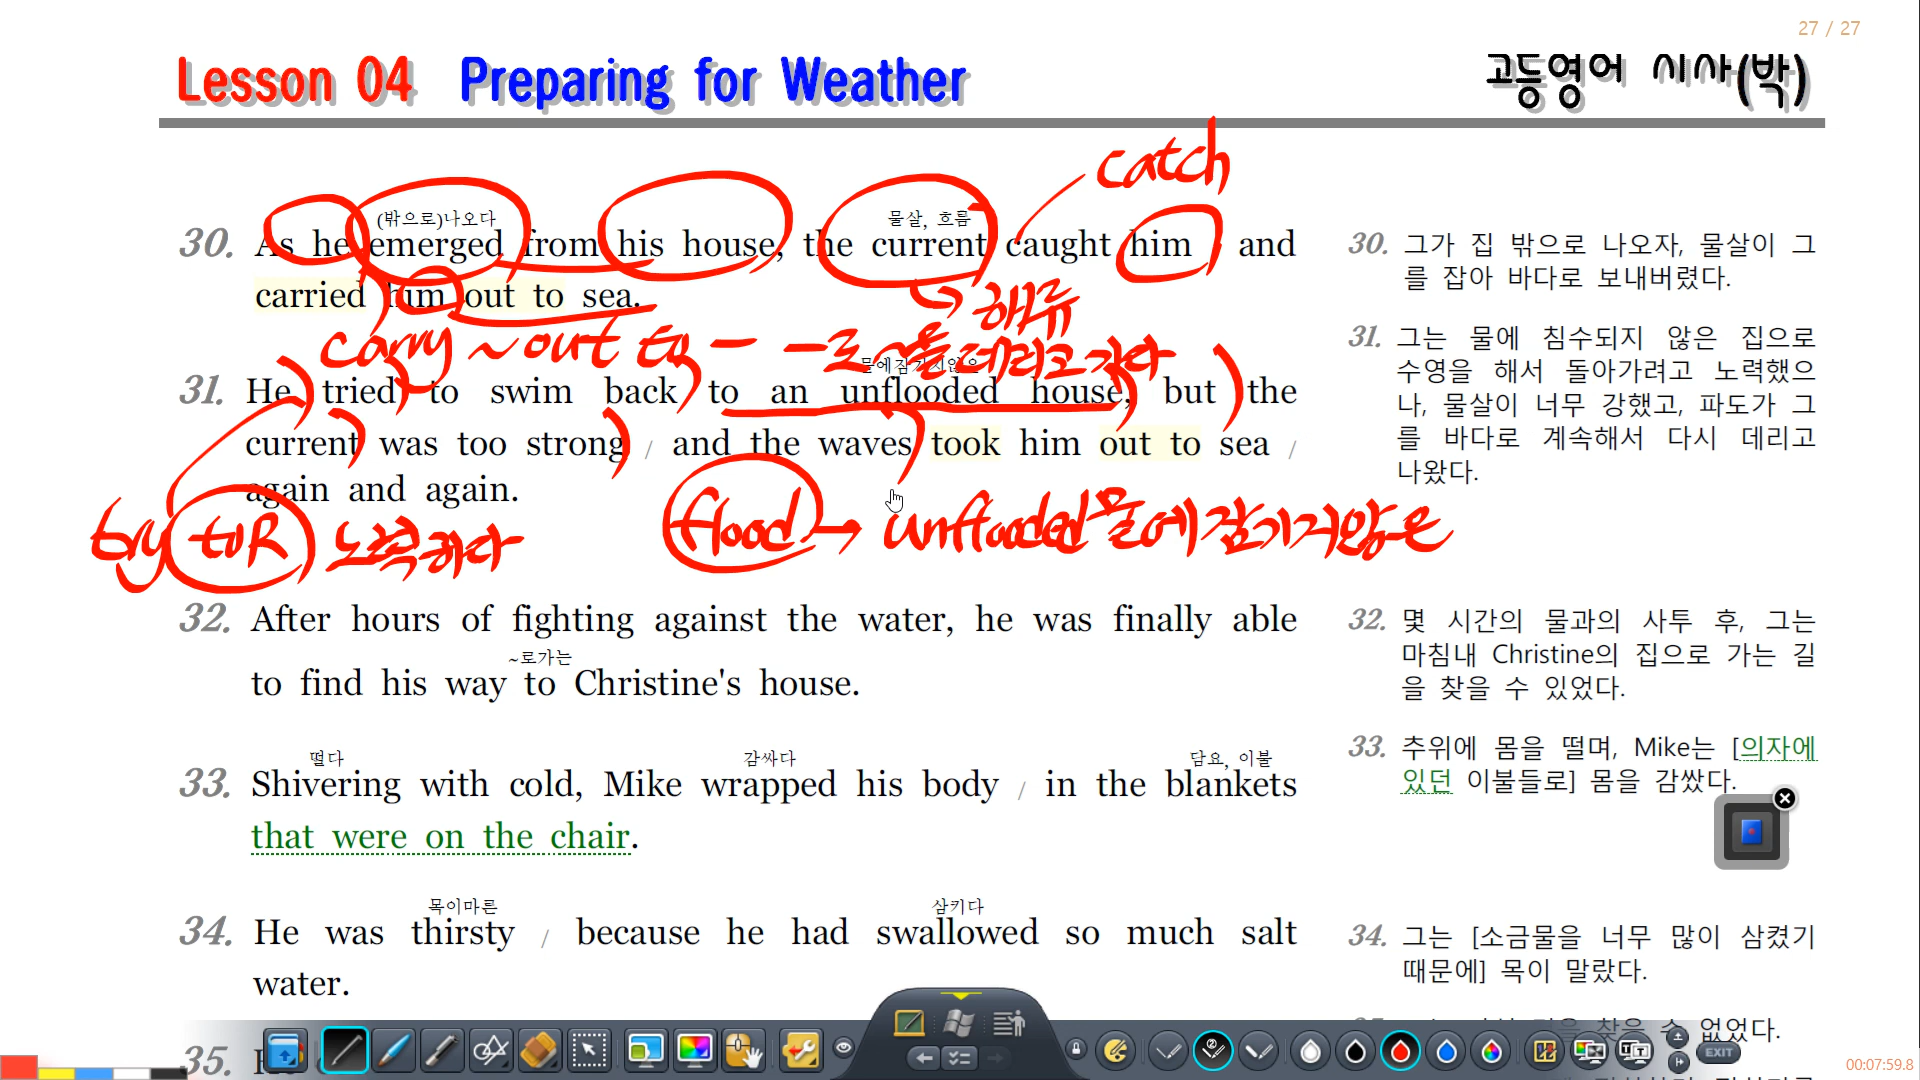 27 / 27
Lesson 04 Preparing for Weather 고등영어 시사(박)
catch
(밖으로)나오다 물살, 흐름
30. As he emerged from his house, the current caught him, and
carried him out to sea.
해류
carry ~ out to ー ー로 ~을 데리고 가다
31. He tried to swim back to an unflooded house, but the
current was too strong / and the waves took him out to sea /
again and again.
try to R 노력하다
flood → unflooded 물에 잠기지 않은
32. After hours of fighting against the water, he was finally able
~로가는
to find his way to Christine's house.
떨다 감싸다 담요, 이불
33. Shivering with cold, Mike wrapped his body / in the blankets
that were on the chair.
목이마른 삼키다
34. He was thirsty / because he had swallowed so much salt
water.
35.
30. 그가 집 밖으로 나오자, 물살이 그
를 잡아 바다로 보내버렸다.
31. 그는 물에 침수되지 않은 집으로
수영을 해서 돌아가려고 노력했으
나, 물살이 너무 강했고, 파도가 그
를 바다로 계속해서 다시 데리고
나왔다.
32. 몇 시간의 물과의 사투 후, 그는
마침내 Christine의 집으로 가는 길
을 찾을 수 있었다.
33. 추위에 몸을 떨며, Mike는 [의자에
있던 이불들로] 몸을 감쌌다.
34. 그는 [소금물을 너무 많이 삼켰기
때문에] 목이 말랐다.
찾을 수 없었다.
EXIT
00:07:59.8